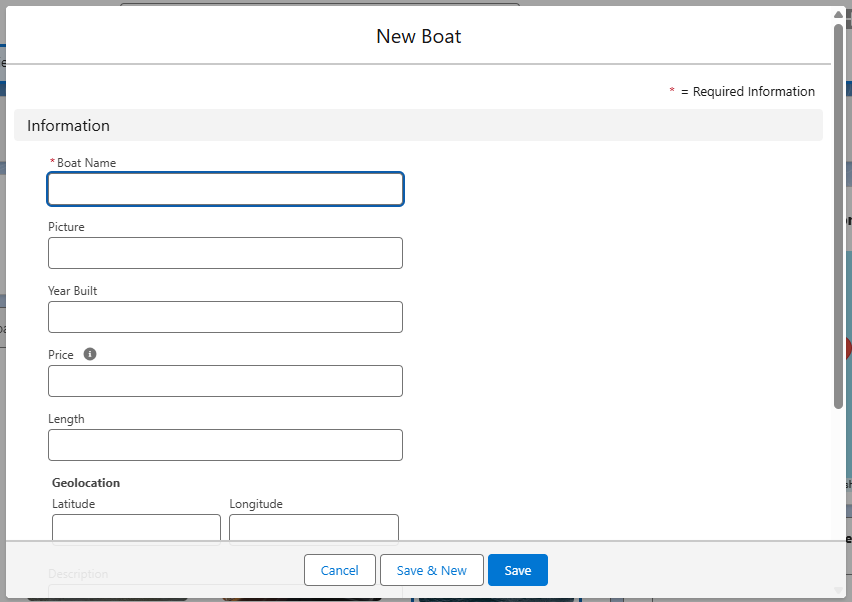 New Boat
* = Required Information
Information
*Boat Name
Picture
Year Built
Price
Length
Geolocation
Latitude Longitude
Description
Cancel Save & New Save